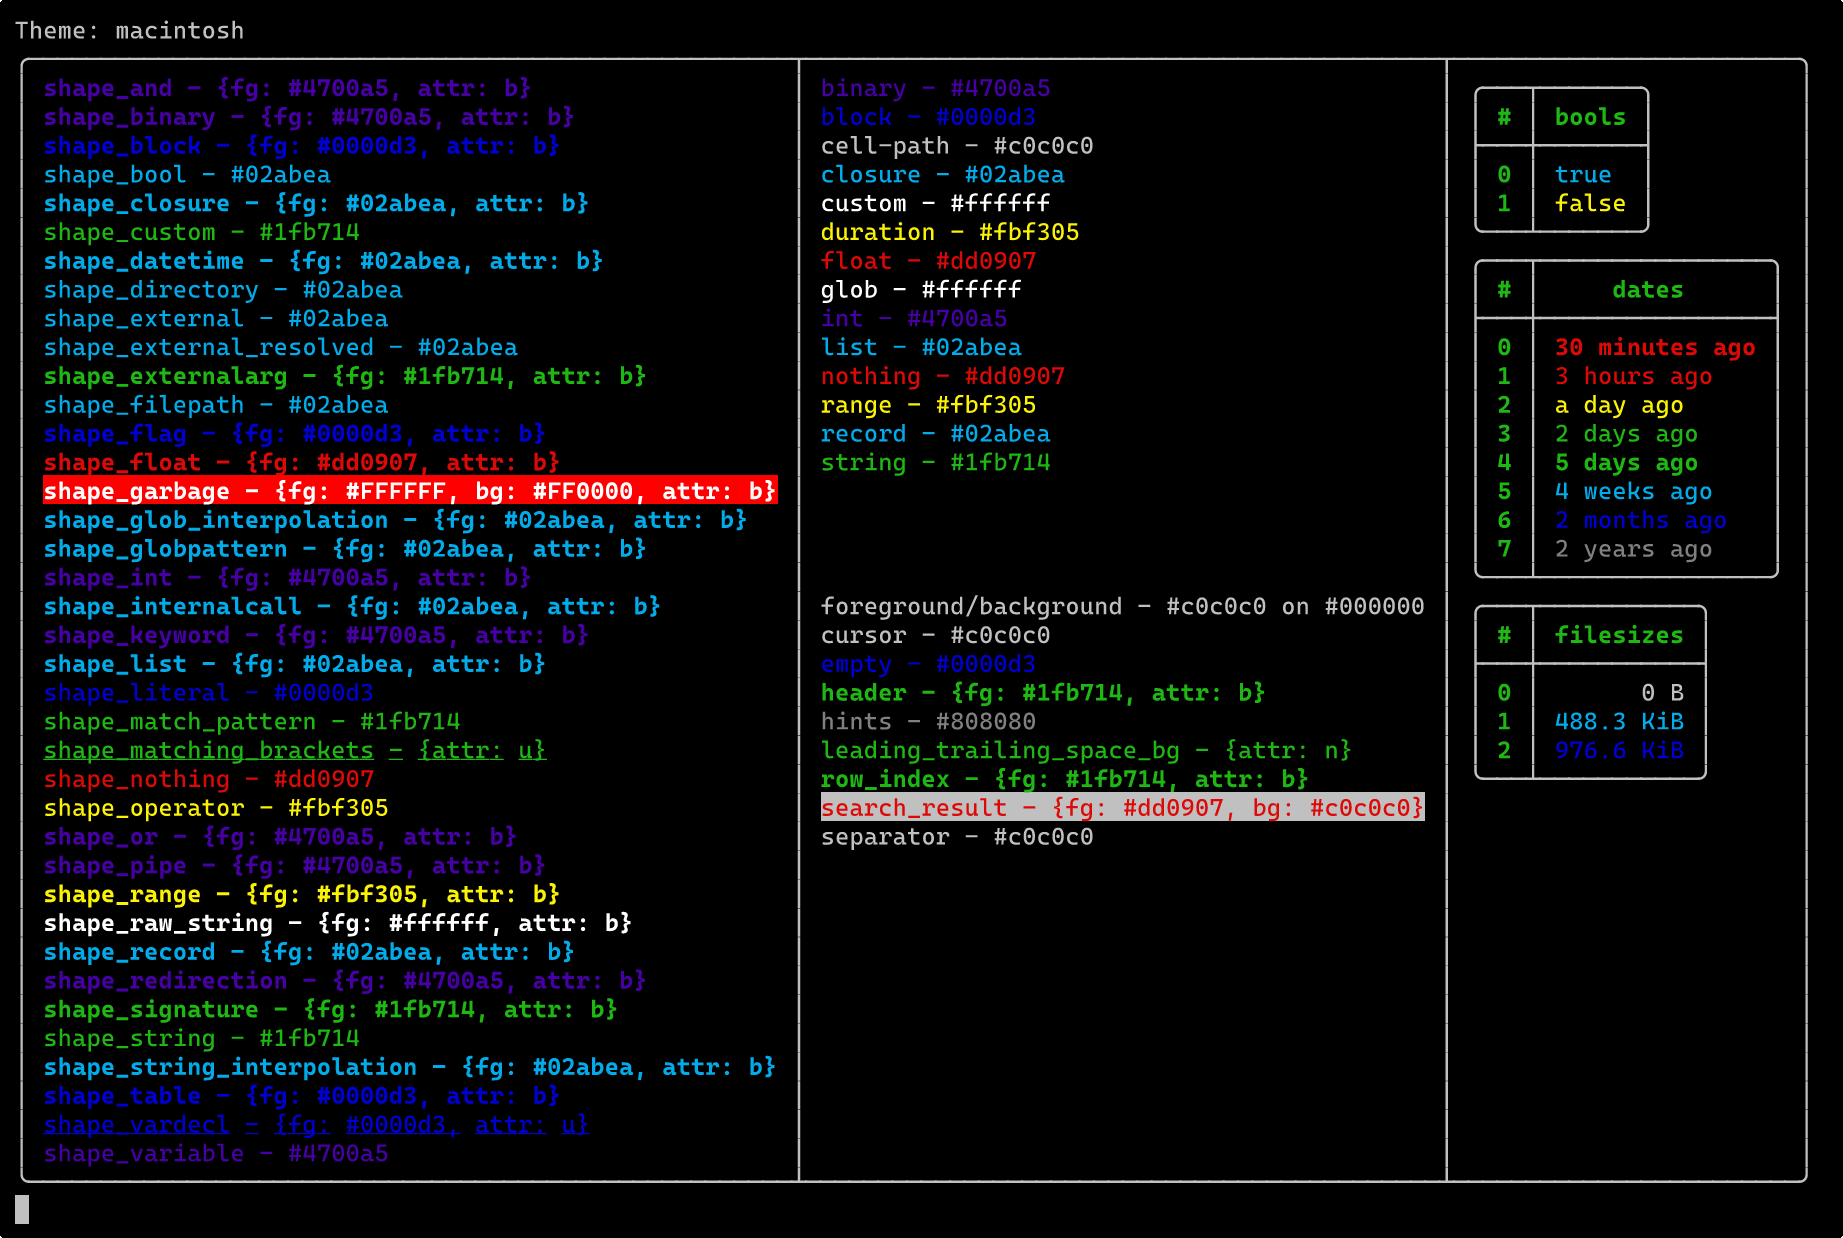 Theme: macintosh
shape_and - {fg: #4700a5, attr: b}
shape_binary - {fg: #4700a5, attr: b}
shape_block - {fg: #0000d3, attr: b}
shape_bool - #02abea
shape_closure - {fg: #02abea, attr: b}
shape_custom - #1fb714
shape_datetime - {fg: #02abea, attr: b}
shape_directory - #02abea
shape_external - #02abea
shape_external_resolved - #02abea
shape_externalarg - {fg: #1fb714, attr: b}
shape_filepath - #02abea
shape_flag - {fg: #0000d3, attr: b}
shape_float - {fg: #dd0907, attr: b}
shape_garbage - {fg: #FFFFFF, bg: #FF0000, attr: b}
shape_glob_interpolation - {fg: #02abea, attr: b}
shape_globpattern - {fg: #02abea, attr: b}
shape_int - {fg: #4700a5, attr: b}
shape_internalcall - {fg: #02abea, attr: b}
shape_keyword - {fg: #4700a5, attr: b}
shape_list - {fg: #02abea, attr: b}
shape_literal - #0000d3
shape_match_pattern - #1fb714
shape_matching_brackets - {attr: u}
shape_nothing - #dd0907
shape_operator - #fbf305
shape_or - {fg: #4700a5, attr: b}
shape_pipe - {fg: #4700a5, attr: b}
shape_range - {fg: #fbf305, attr: b}
shape_raw_string - {fg: #ffffff, attr: b}
shape_record - {fg: #02abea, attr: b}
shape_redirection - {fg: #4700a5, attr: b}
shape_signature - {fg: #1fb714, attr: b}
shape_string - #1fb714
shape_string_interpolation - {fg: #02abea, attr: b}
shape_table - {fg: #0000d3, attr: b}
shape_vardecl - {fg: #0000d3, attr: u}
shape_variable - #4700a5
binary - #4700a5
block - #0000d3
cell-path - #c0c0c0
closure - #02abea
custom - #ffffff
duration - #fbf305
float - #dd0907
glob - #ffffff
int - #4700a5
list - #02abea
nothing - #dd0907
range - #fbf305
record - #02abea
string - #1fb714
foreground/background - #c0c0c0 on #000000
cursor - #c0c0c0
empty - #0000d3
header - {fg: #1fb714, attr: b}
hints - #808080
leading_trailing_space_bg - {attr: n}
row_index - {fg: #1fb714, attr: b}
search_result - {fg: #dd0907, bg: #c0c0c0}
separator - #c0c0c0
# bools
0 true
1 false
# dates
0 30 minutes ago
1 3 hours ago
2 a day ago
3 2 days ago
4 5 days ago
5 4 weeks ago
6 2 months ago
7 2 years ago
# filesizes
0 0 B
1 488.3 KiB
2 976.6 KiB